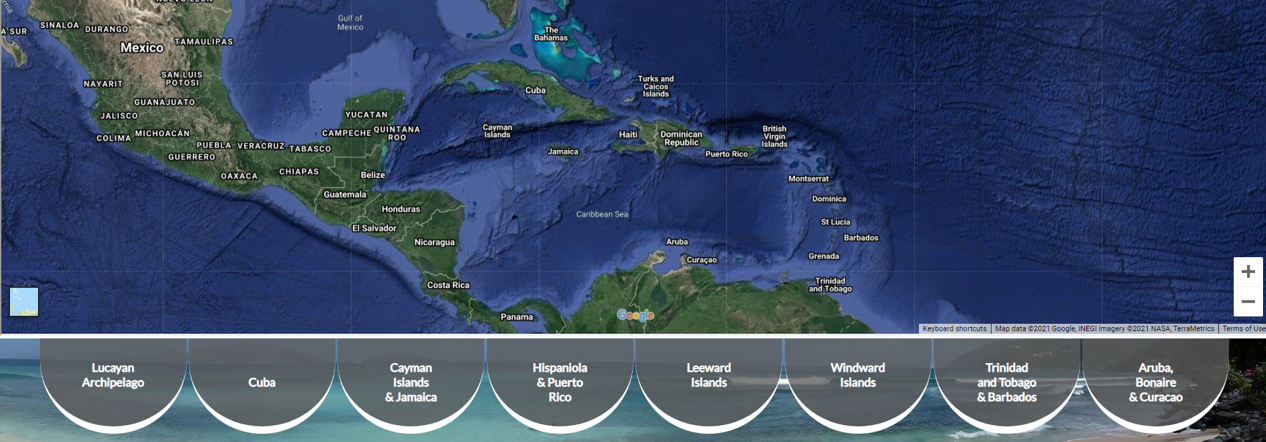 NUEVO LEÓN
SINALOA
DURANGO
A SUR
Mexico
TAMAULIPAS
Gulf of
Mexico
The
Bahamas
SAN LUIS
POTOSI
NAYARIT
Turks and
Caicos
Islands
Cuba
GUANAJUATO
JALISCO
YUCATAN
COLIMA
MICHOACÁN
CAMPECHE
QUINTANA
ROO
Cayman
Islands
Haiti
Dominican
Republic
British
Virgin
Islands
PUEBLA
VERACRUZ
TABASCO
GUERRERO
Jamaica
Puerto Rico
OAXACA
CHIAPAS
Belize
Montserrat
Guatemala
Dominica
Honduras
Caribbean Sea
St Lucia
El Salvador
Nicaragua
Aruba
Barbados
Curaçao
Grenada
Costa Rica
Trinidad
and Tobago
Panama
Google
Keyboard shortcuts
Map data ©2021 Google, INEGI Imagery ©2021 NASA, TerraMetrics
Terms of Use
Lucayan
Archipelago
Cuba
Cayman
Islands
& Jamaica
Hispaniola
& Puerto
Rico
Leeward
Islands
Windward
Islands
Trinidad
and Tobago
& Barbados
Aruba,
Bonaire
& Curacao